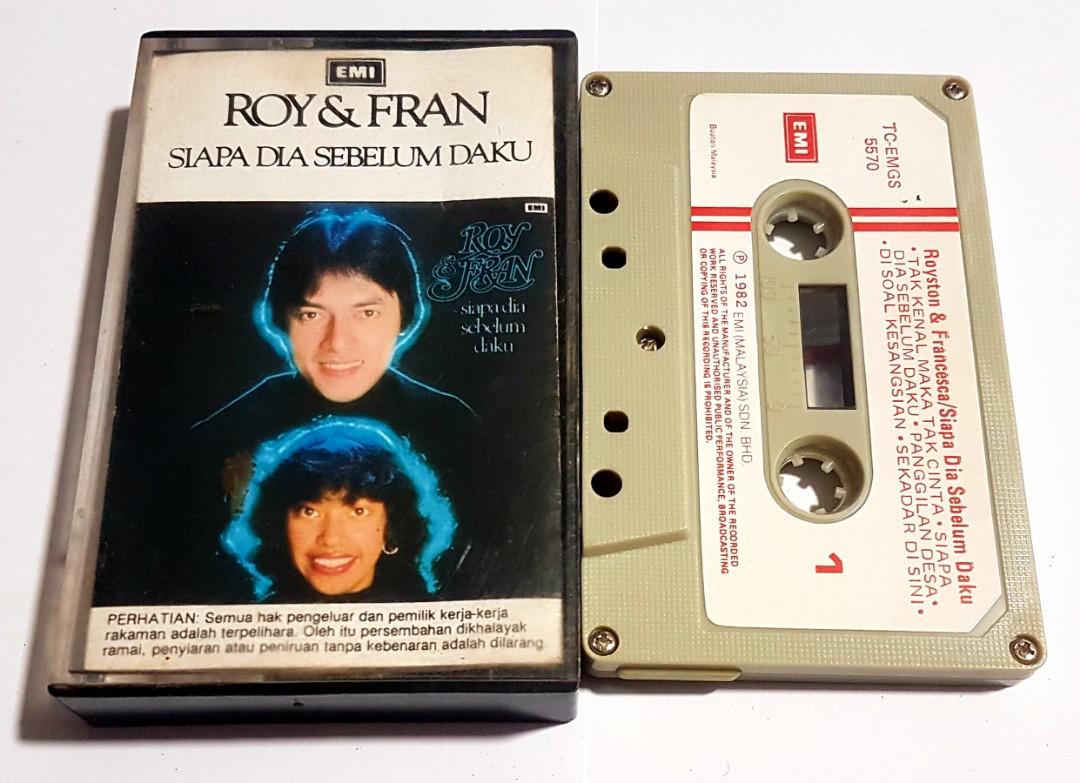 EMI
ROY & FRAN
SIAPA DIA SEBELUM DAKU
EMI
ROY
& FRAN
siapa dia
sebelum
daku
PERHATIAN: Semua hak pengeluar dan pemilik kerja-kerja
rakaman adalah terpelihara. Oleh itu persembahan dikhalayak
ramai, penyiaran atau peniruan tanpa kebenaran adalah dilarang
TC-EMGS
5570
EMI
Buatan Malaysia
Royston & Francesca/Siapa Dia Sebelum Daku
• TAK KENAL MAKA TAK CINTA • SIAPA
DIA SEBELUM DAKU • PANGGILAN DESA •
• DI SOAL KESANGSIAN • SEKADAR DI SINI •
1
Ⓟ 1982 EMI (MALAYSIA) SDN BHD.
ALL RIGHTS OF THE MANUFACTURER AND OF THE OWNER OF THE RECORDED
WORK RESERVED AND UNAUTHORISED PUBLIC PERFORMANCE, BROADCASTING
OR COPYING OF THIS RECORDING IS PROHIBITED.